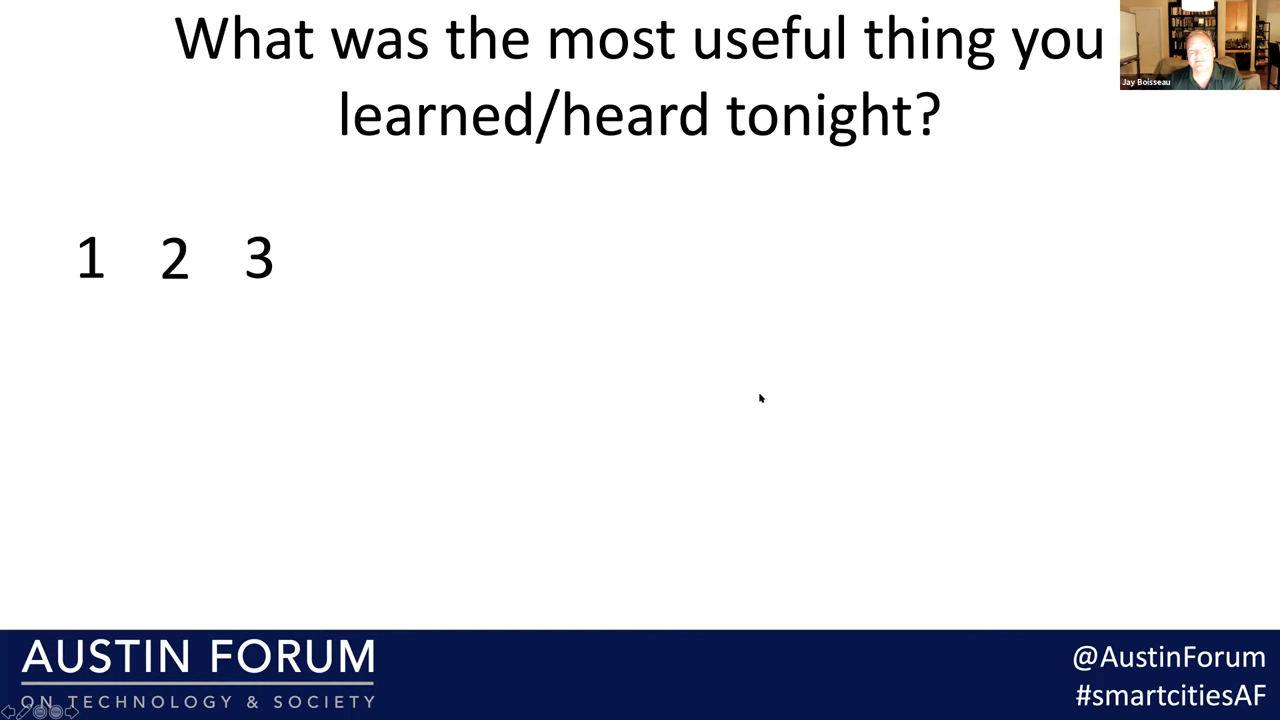 What was the most useful thing you
learned/heard tonight?
Jay Boisseau
1 2 3
AUSTIN FORUM
ON TECHNOLOGY & SOCIETY
@AustinForum
#smartcitiesAF